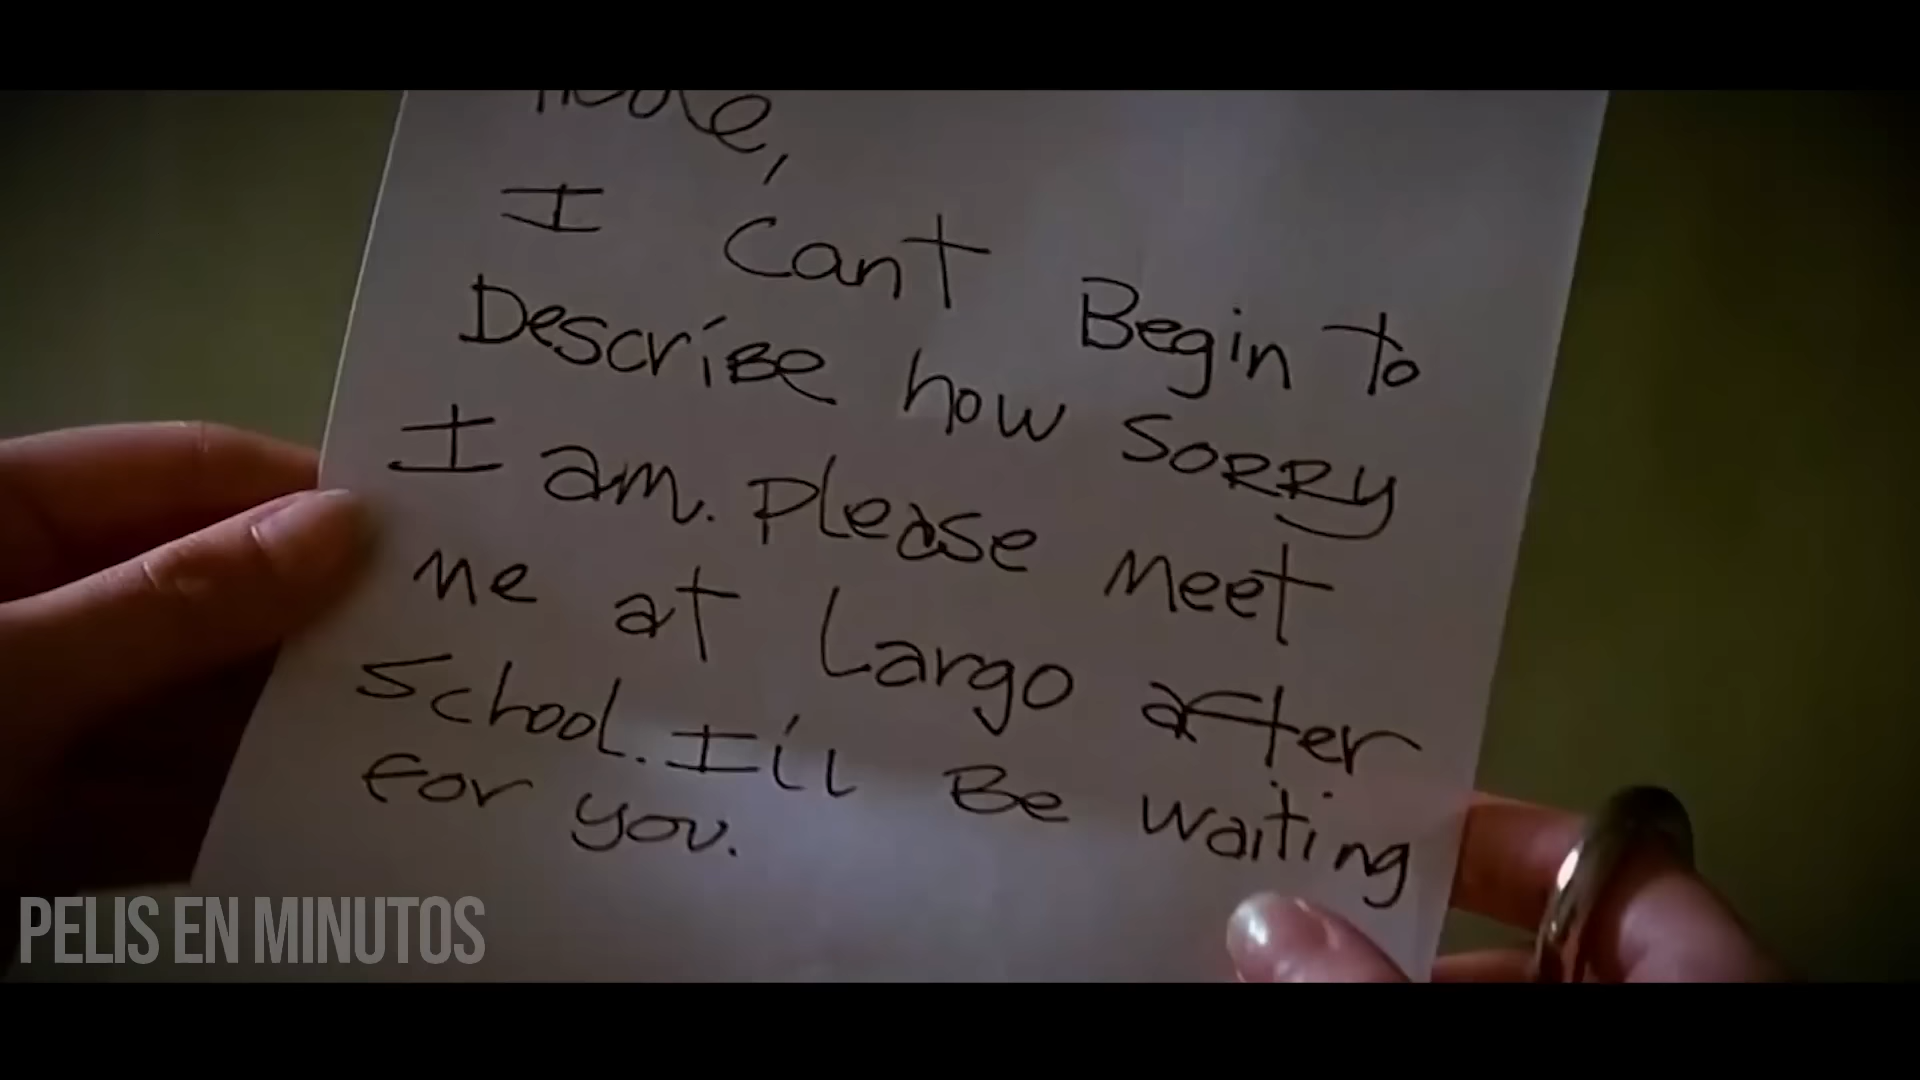 I Cant Begin to
Describe how sorry
I am. Please meet
me at Largo after
School. I'll Be waiting
for you.
PELIS EN MINUTOS